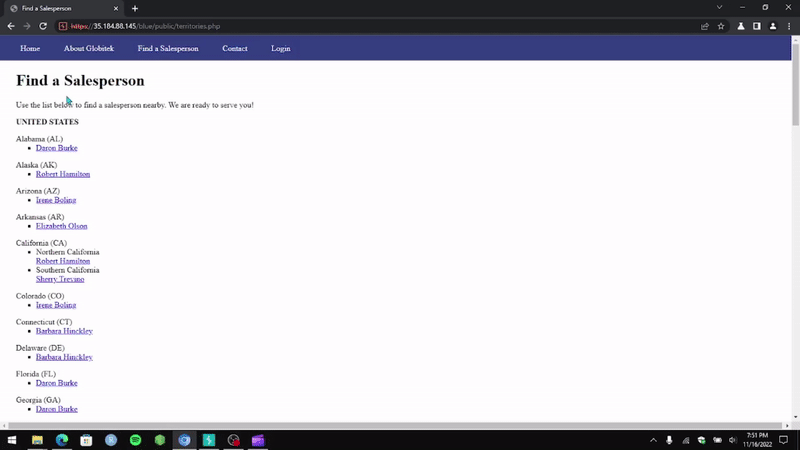 Find a Salesperson
https://35.184.88.145/blue/public/territories.php
Home About Globitek Find a Salesperson Contact Login
Find a Salesperson
Use the list below to find a salesperson nearby. We are ready to serve you!
UNITED STATES
Alabama (AL)
Daron Burke
Alaska (AK)
Robert Hamilton
Arizona (AZ)
Irene Boling
Arkansas (AR)
Elizabeth Olson
California (CA)
Northern California
Robert Hamilton
Southern California
Sherry Trevino
Colorado (CO)
Irene Boling
Connecticut (CT)
Barbara Hinckley
Delaware (DE)
Barbara Hinckley
Florida (FL)
Daron Burke
Georgia (GA)
Daron Burke
7:51 PM
11/16/2022